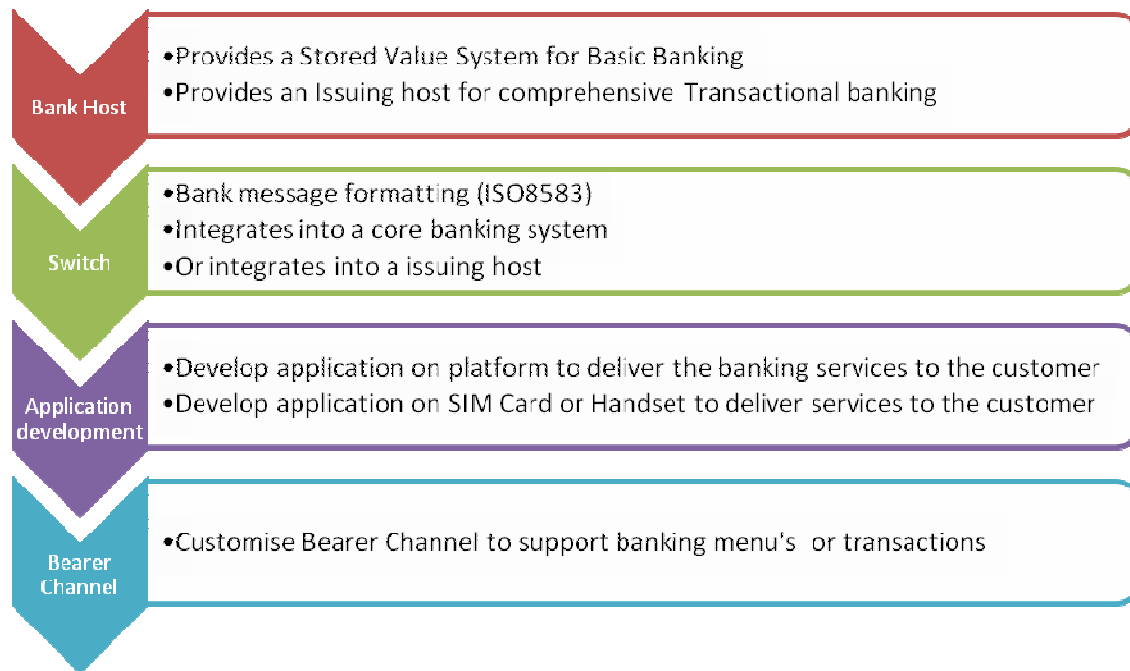 Bank Host
•Provides a Stored Value System for Basic Banking
•Provides an Issuing host for comprehensive Transactional banking
Switch
•Bank message formatting (ISO8583)
•Integrates into a core banking system
•Or integrates into a issuing host
Application
development
•Develop application on platform to deliver the banking services to the customer
•Develop application on SIM Card or Handset to deliver services to the customer
Bearer
Channel
•Customise Bearer Channel to support banking menu's or transactions